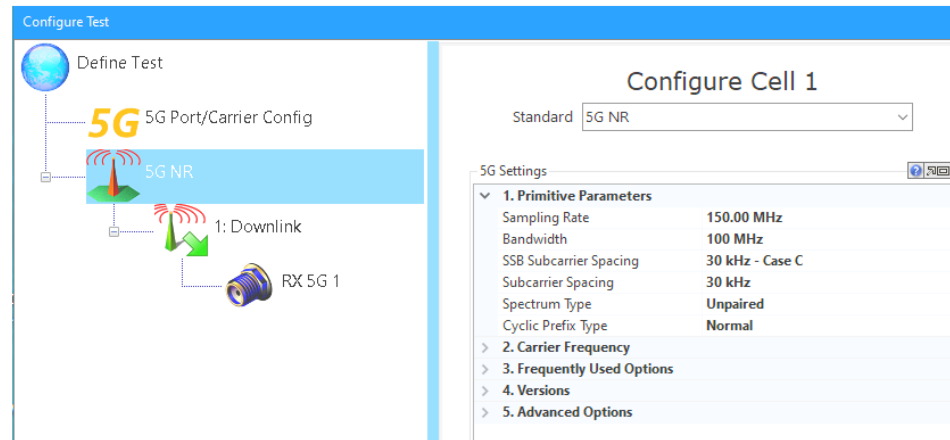 Configure Test
Define Test
5G 5G Port/Carrier Config
5G NR
1: Downlink
RX 5G 1
Configure Cell 1
Standard 5G NR
5G Settings
1. Primitive Parameters
Sampling Rate 150.00 MHz
Bandwidth 100 MHz
SSB Subcarrier Spacing 30 kHz - Case C
Subcarrier Spacing 30 kHz
Spectrum Type Unpaired
Cyclic Prefix Type Normal
2. Carrier Frequency
3. Frequently Used Options
4. Versions
5. Advanced Options